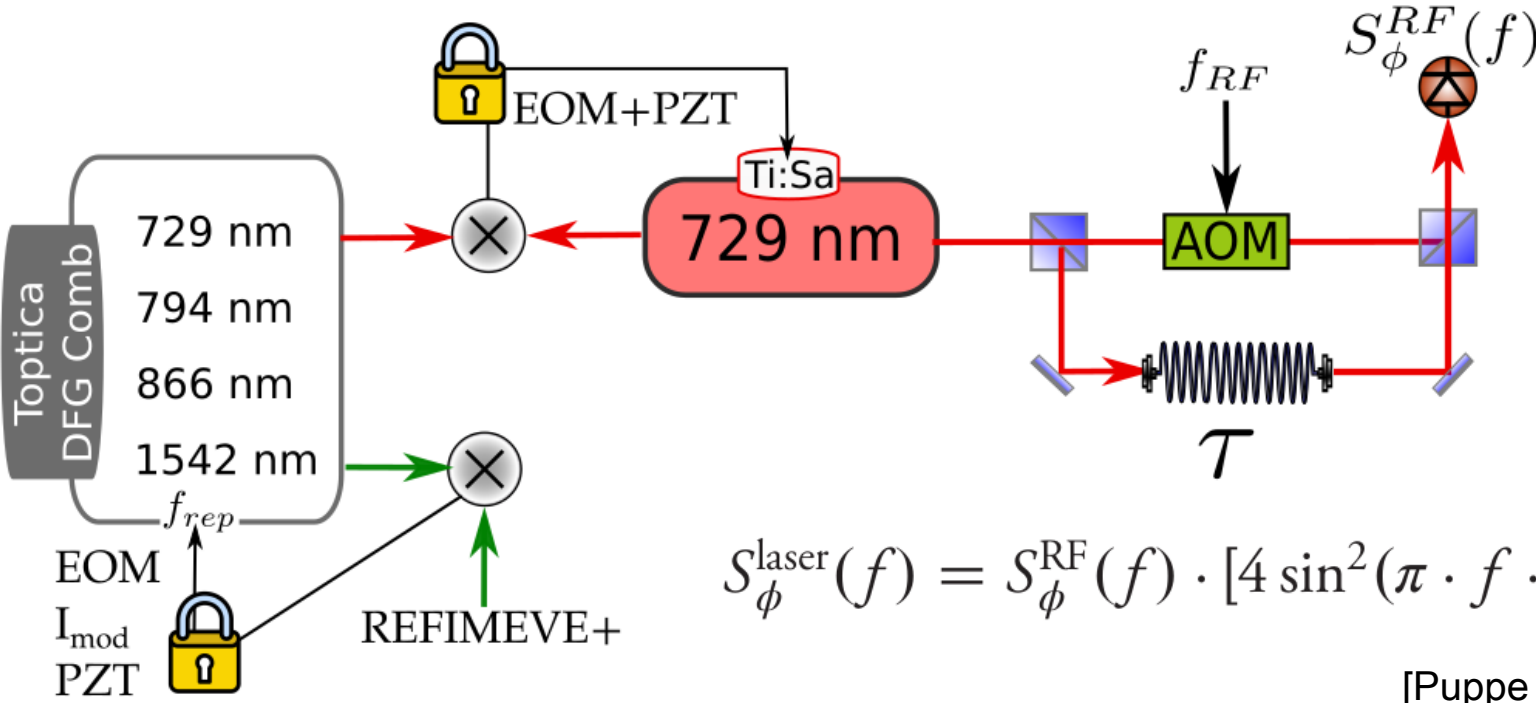 EOM+PZT
Ti:Sa
729 nm
f_{RF}
AOM
S_ϕ^{RF}(f)
τ
Toptica
DFG Comb
729 nm
794 nm
866 nm
1542 nm
f_{rep}
EOM
I_{mod}
PZT
REFIMEVE+
S_ϕ^{laser}(f) = S_ϕ^{RF}(f) · [4 sin²(π · f ·
[Puppe